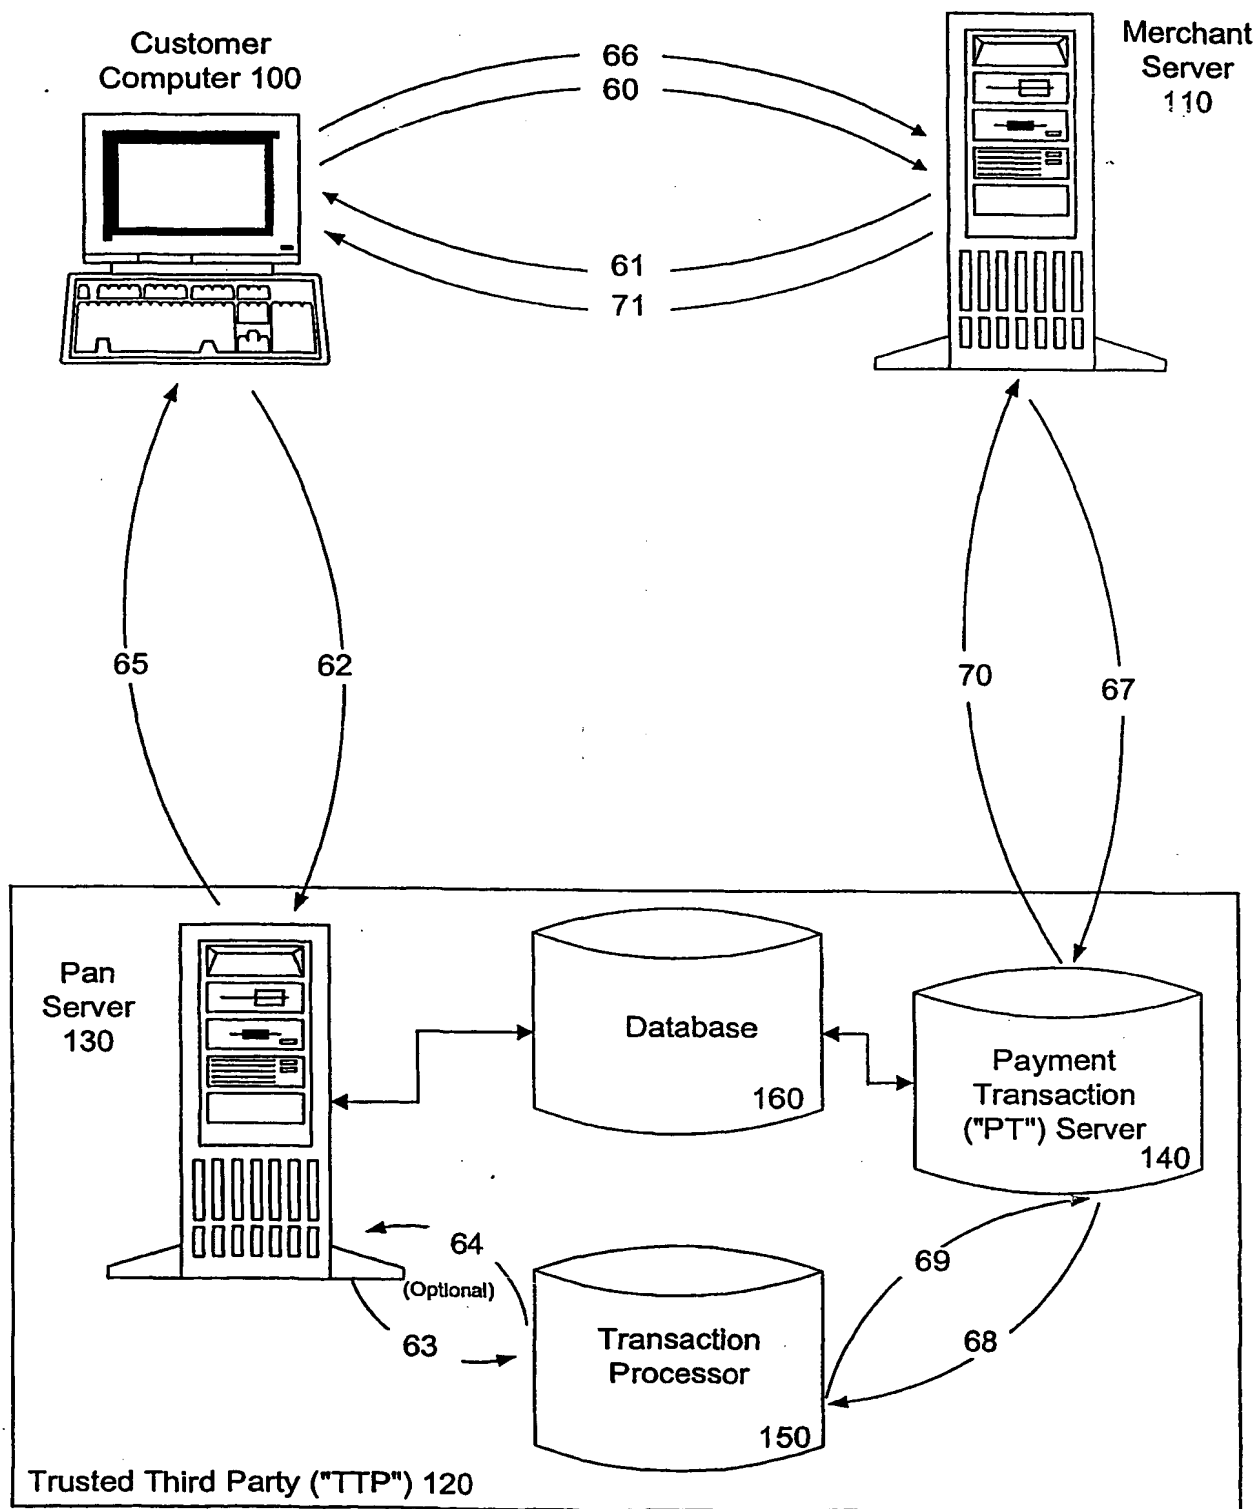 Customer
Computer 100
66
60
Merchant
Server
110
61
71
65
62
70
67
Pan
Server
130
Database
160
Payment
Transaction
("PT") Server
140
64
(Optional)
63
Transaction
Processor
150
69
68
Trusted Third Party ("TTP") 120